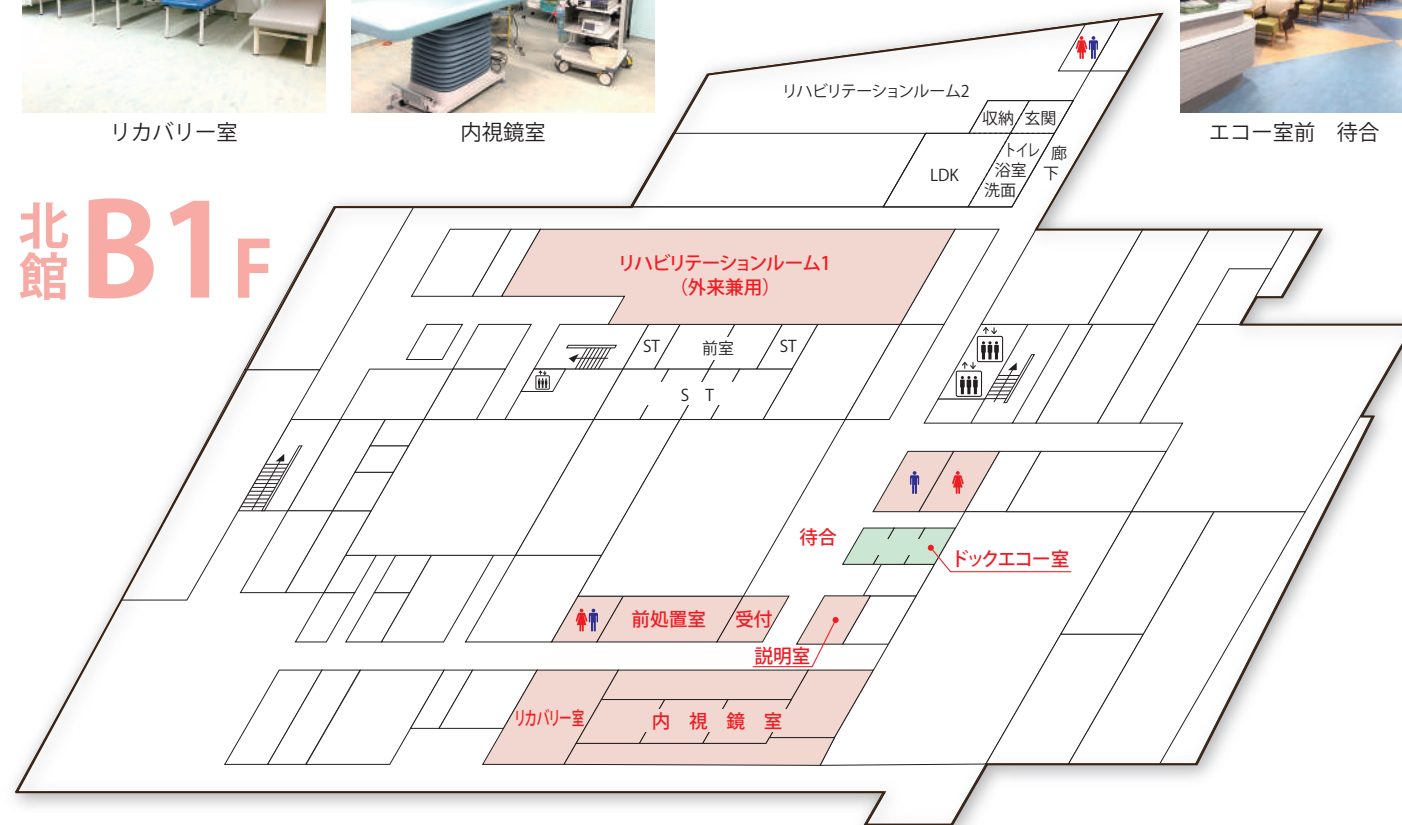 リカバリー室
内視鏡室
エコー室前 待合
北館 B1F
リハビリテーションルーム2
収納
玄関
トイレ
浴室
洗面
廊下
LDK
リハビリテーションルーム1
(外来兼用)
ST
前室
ST
S T
待合
ドックエコー室
前処置室
受付
説明室
リカバリー室
内 視 鏡 室